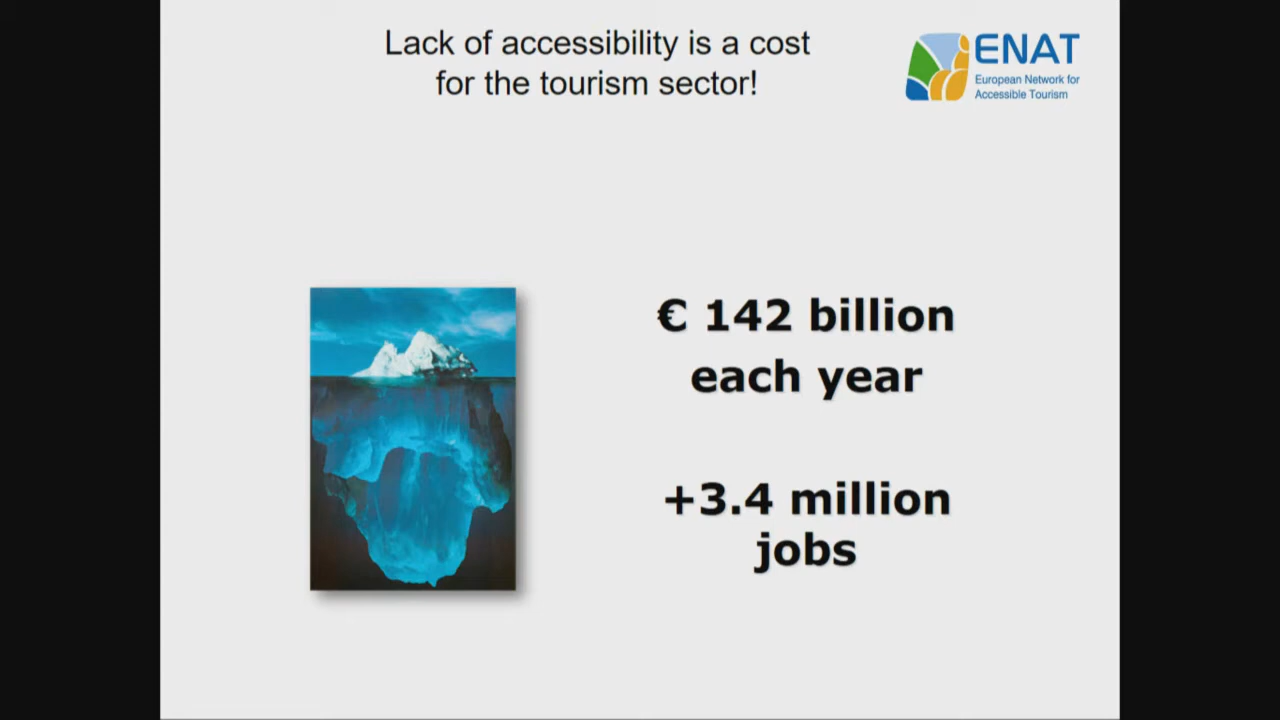 Lack of accessibility is a cost
for the tourism sector!
ENAT
European Network for
Accessible Tourism
€ 142 billion
each year
+3.4 million
jobs